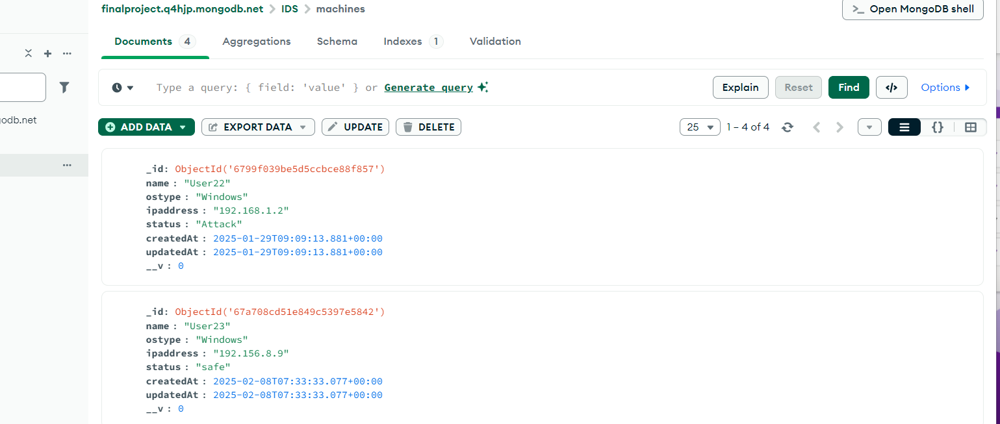 finalproject.q4hjp.mongodb.net > IDS > machines
>_ Open MongoDB shell
Documents 4 Aggregations Schema Indexes 1 Validation
Type a query: { field: 'value' } or Generate query
Explain Reset Find </> Options
godb.net
ADD DATA EXPORT DATA UPDATE DELETE
25 1 – 4 of 4 {}
_id: ObjectId('6799f039be5d5ccbce88f857')
name : "User22"
ostype : "Windows"
ipaddress : "192.168.1.2"
status : "Attack"
createdAt : 2025-01-29T09:09:13.881+00:00
updatedAt : 2025-01-29T09:09:13.881+00:00
__v : 0
_id: ObjectId('67a708cd51e849c5397e5842')
name : "User23"
ostype : "Windows"
ipaddress : "192.156.8.9"
status : "safe"
createdAt : 2025-02-08T07:33:33.077+00:00
updatedAt : 2025-02-08T07:33:33.077+00:00
__v : 0